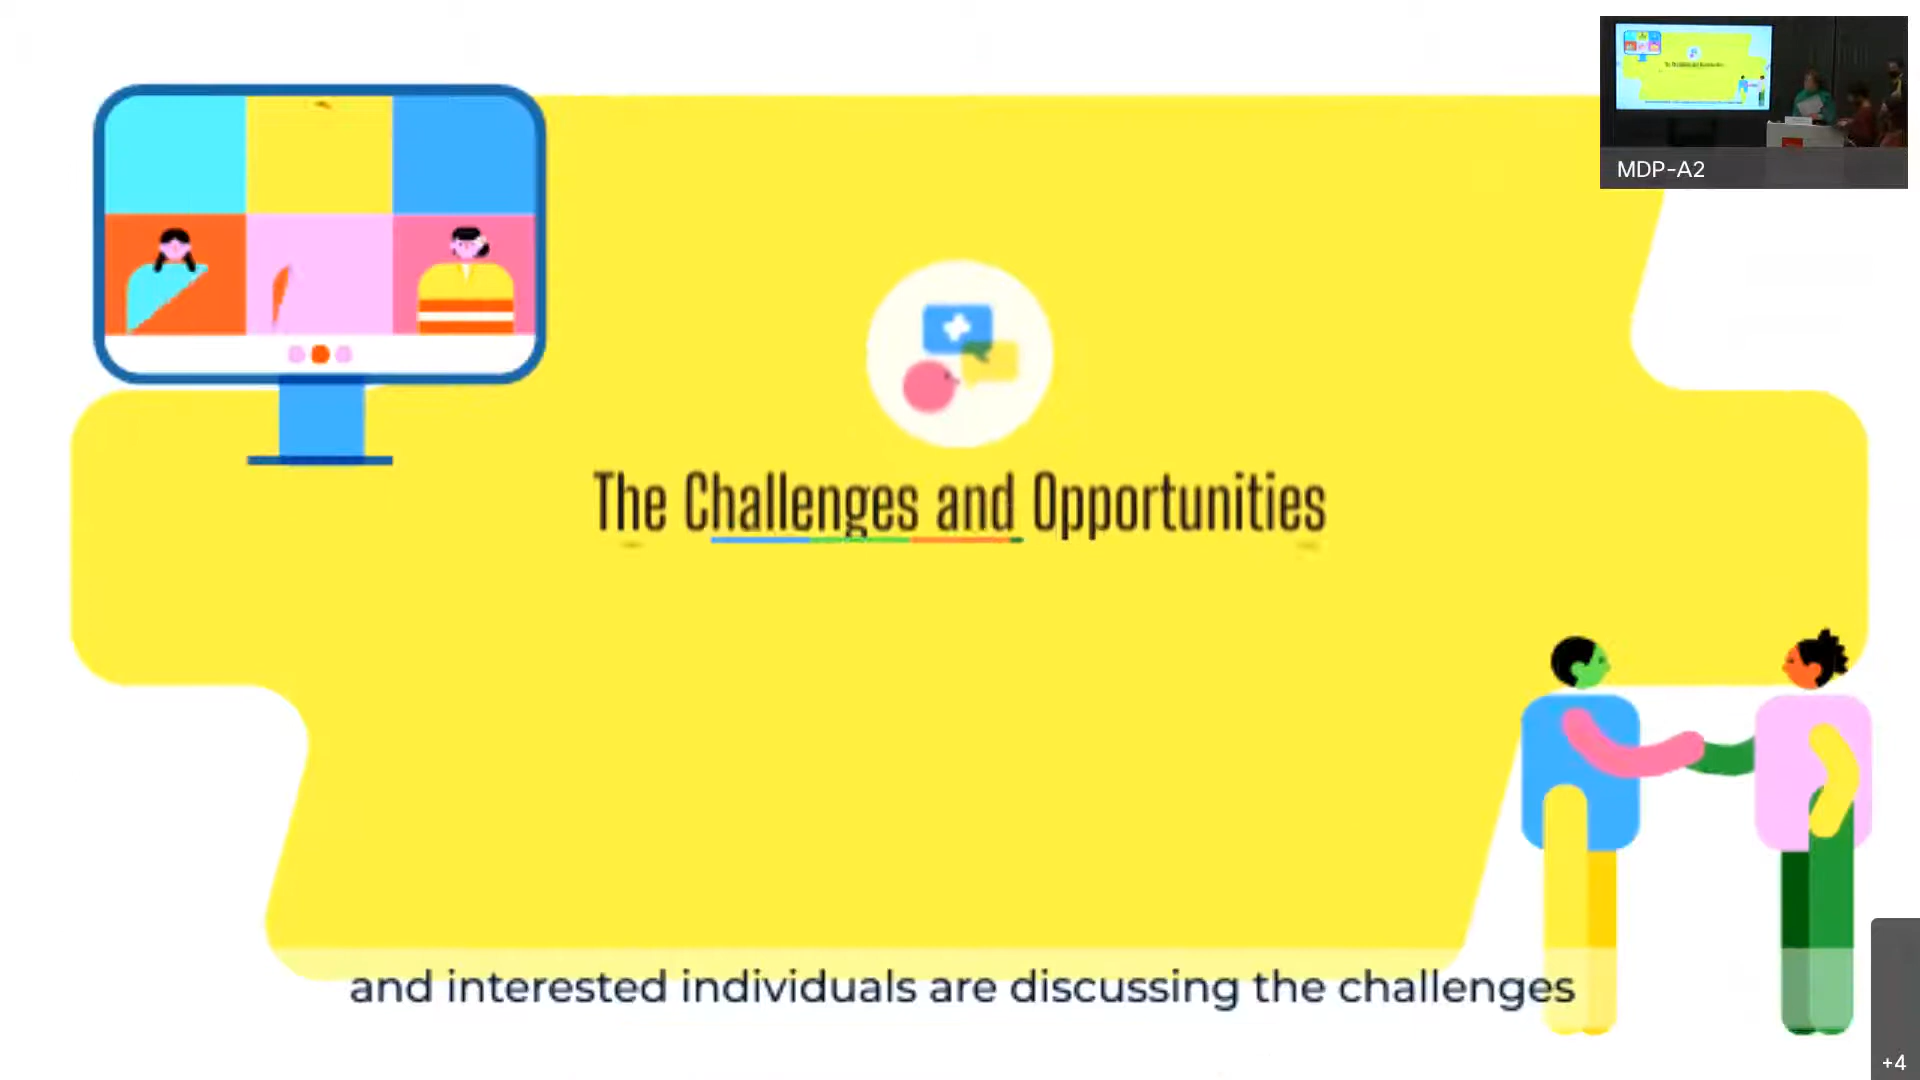 MDP-A2
The Challenges and Opportunities
and interested individuals are discussing the challenges
+4